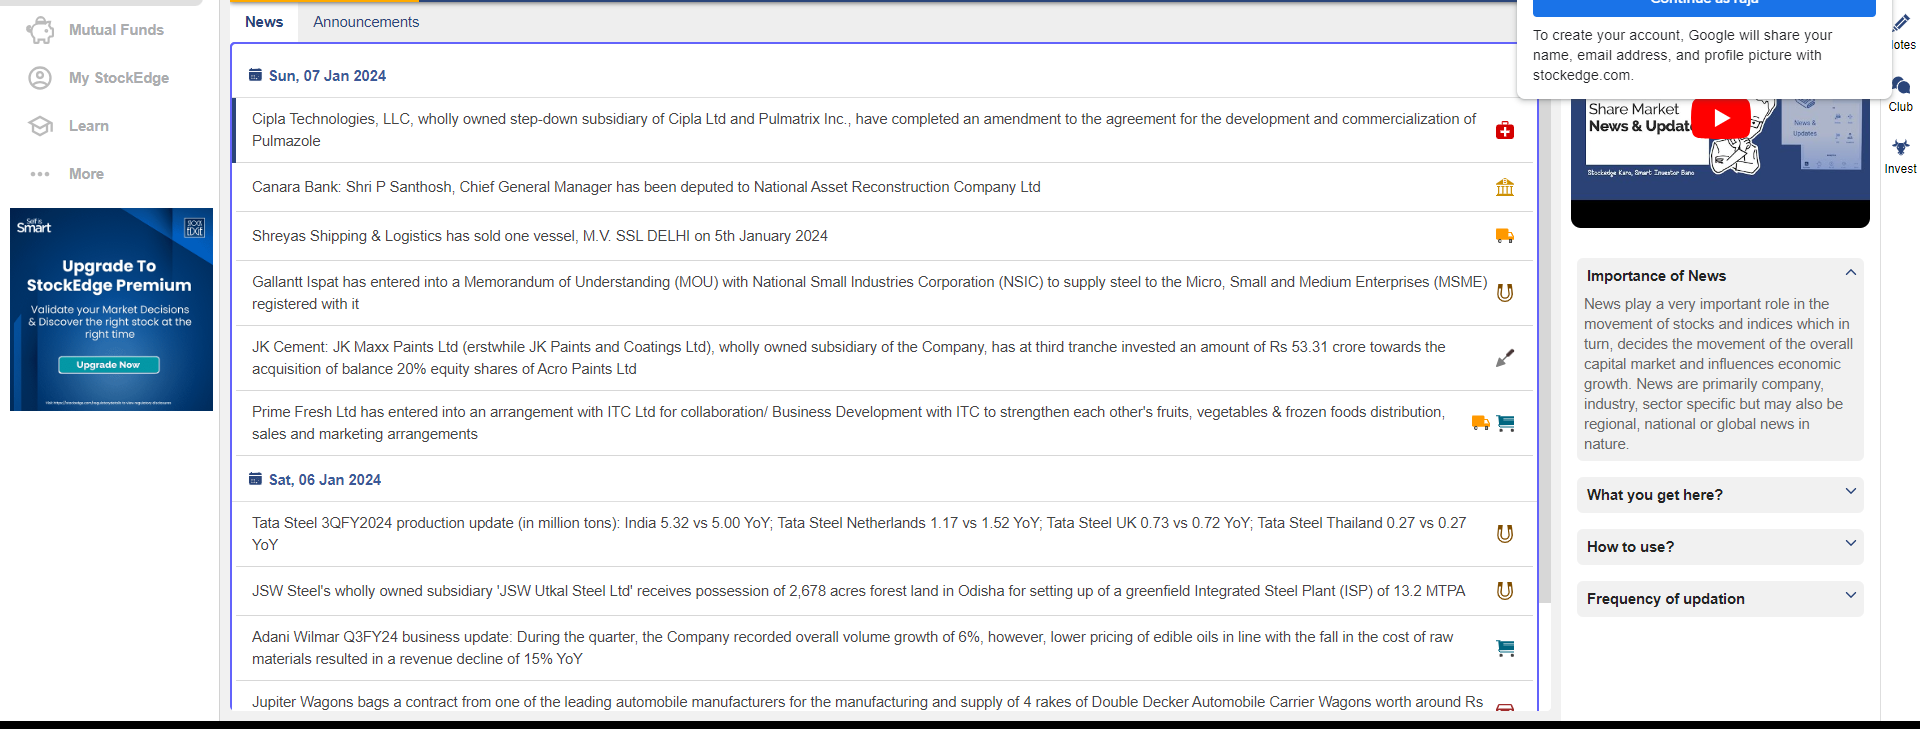 Mutual Funds
My StockEdge
Learn
More
Self is
Smart
STOCK
EDGE
Upgrade To
StockEdge Premium
Validate your Market Decisions
& Discover the right stock at the
right time
Upgrade Now
News
Announcements
Sun, 07 Jan 2024
Cipla Technologies, LLC, wholly owned step-down subsidiary of Cipla Ltd and Pulmatrix Inc., have completed an amendment to the agreement for the development and commercialization of
Pulmazole
Canara Bank: Shri P Santhosh, Chief General Manager has been deputed to National Asset Reconstruction Company Ltd
Shreyas Shipping & Logistics has sold one vessel, M.V. SSL DELHI on 5th January 2024
Gallantt Ispat has entered into a Memorandum of Understanding (MOU) with National Small Industries Corporation (NSIC) to supply steel to the Micro, Small and Medium Enterprises (MSME)
registered with it
JK Cement: JK Maxx Paints Ltd (erstwhile JK Paints and Coatings Ltd), wholly owned subsidiary of the Company, has at third tranche invested an amount of Rs 53.31 crore towards the
acquisition of balance 20% equity shares of Acro Paints Ltd
Prime Fresh Ltd has entered into an arrangement with ITC Ltd for collaboration/ Business Development with ITC to strengthen each other's fruits, vegetables & frozen foods distribution,
sales and marketing arrangements
Sat, 06 Jan 2024
Tata Steel 3QFY2024 production update (in million tons): India 5.32 vs 5.00 YoY; Tata Steel Netherlands 1.17 vs 1.52 YoY; Tata Steel UK 0.73 vs 0.72 YoY; Tata Steel Thailand 0.27 vs 0.27
YoY
JSW Steel's wholly owned subsidiary 'JSW Utkal Steel Ltd' receives possession of 2,678 acres forest land in Odisha for setting up of a greenfield Integrated Steel Plant (ISP) of 13.2 MTPA
Adani Wilmar Q3FY24 business update: During the quarter, the Company recorded overall volume growth of 6%, however, lower pricing of edible oils in line with the fall in the cost of raw
materials resulted in a revenue decline of 15% YoY
Jupiter Wagons bags a contract from one of the leading automobile manufacturers for the manufacturing and supply of 4 rakes of Double Decker Automobile Carrier Wagons worth around Rs
Continue as raja
To create your account, Google will share your
name, email address, and profile picture with
stockedge.com.
Share Market
News & Updat
News &
Updates
Stockedge Karo, Smart Investor Bano
Importance of News
News play a very important role in the
movement of stocks and indices which in
turn, decides the movement of the overall
capital market and influences economic
growth. News are primarily company,
industry, sector specific but may also be
regional, national or global news in
nature.
What you get here?
How to use?
Frequency of updation
otes
Club
Invest